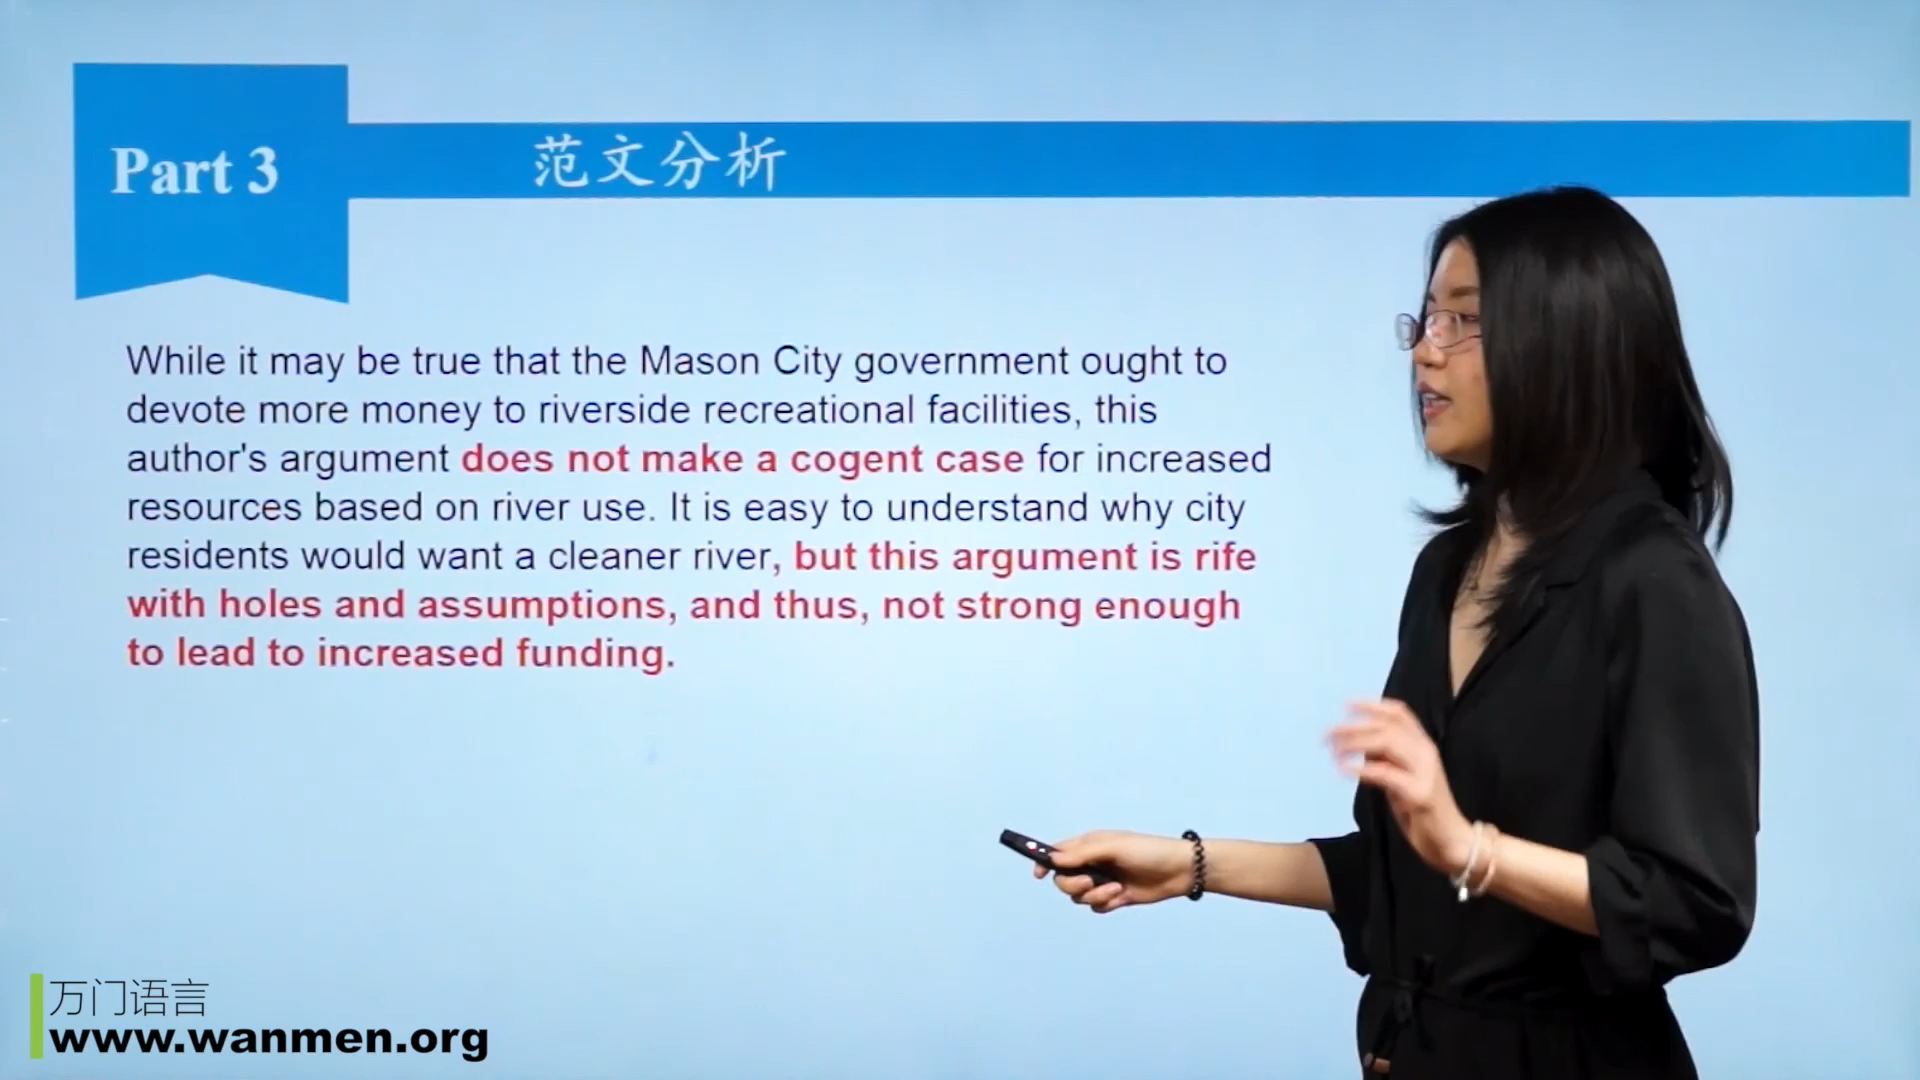 Part 3
范文分析
While it may be true that the Mason City government ought to
devote more money to riverside recreational facilities, this
author's argument does not make a cogent case for increased
resources based on river use. It is easy to understand why city
residents would want a cleaner river, but this argument is rife
with holes and assumptions, and thus, not strong enough
to lead to increased funding.
万门语言
www.wanmen.org